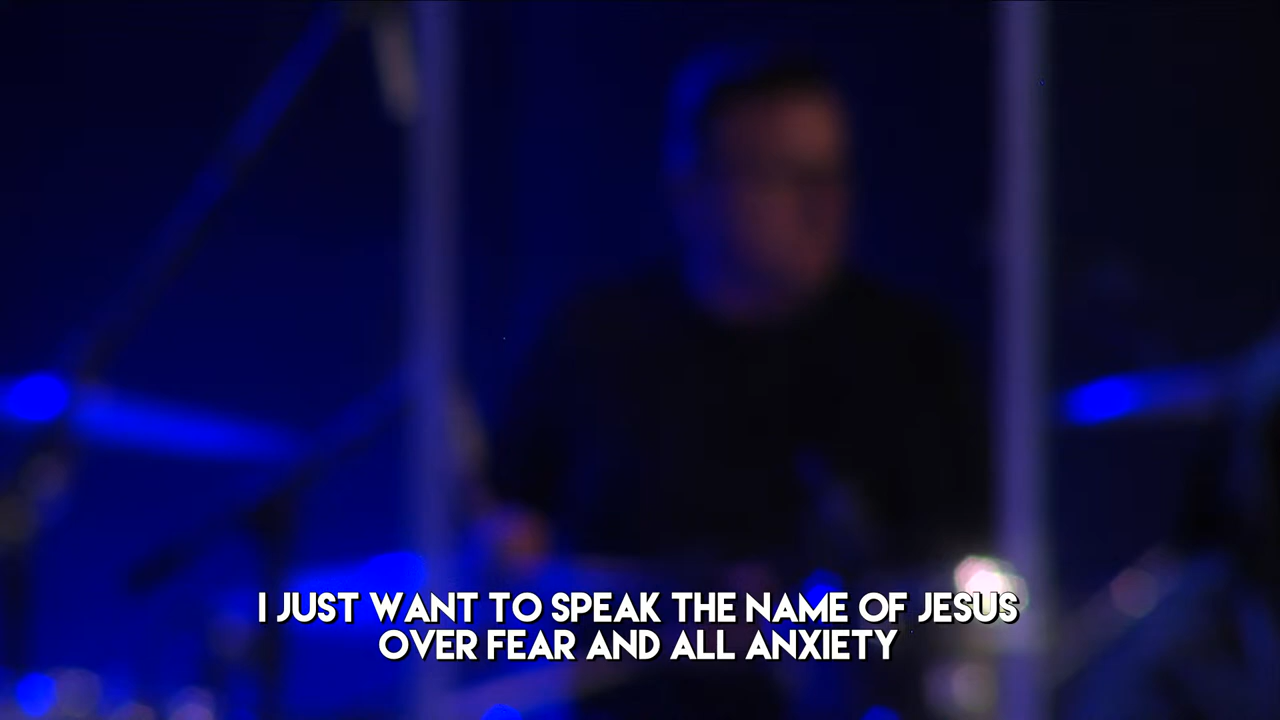 I JUST WANT TO SPEAK THE NAME OF JESUS
OVER FEAR AND ALL ANXIETY